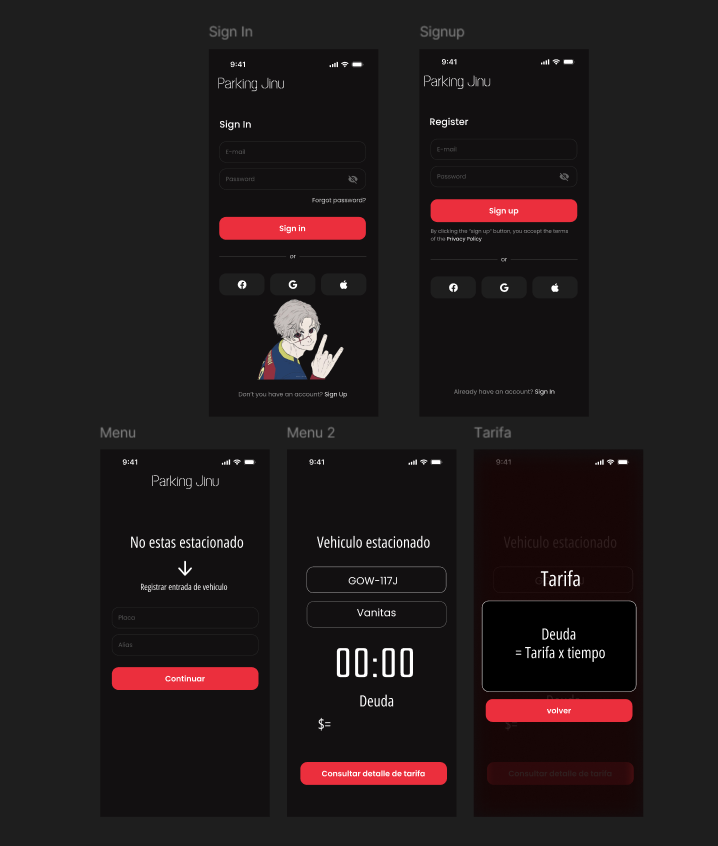 Sign In
9:41
Parking Jinu
Sign In
E-mail
Password
Forgot password?
Sign in
or
Don't you have an account? Sign Up
Signup
9:41
Parking Jinu
Register
E-mail
Password
Sign up
By clicking the "sign up" button, you accept the terms
of the Privacy Policy
or
Already have an account? Sign In
Menu
9:41
Parking Jinu
No estas estacionado
Registrar entrada de vehículo
Placa
Alias
Continuar
Menu 2
9:41
Vehiculo estacionado
GOW-117J
Vanitas
00:00
Deuda
$=
Consultar detalle de tarifa
Tarifa
9:41
Vehiculo estacionado
Tarifa
Deuda
= Tarifa x tiempo
Deuda
volver
$=
Consultar detalle de tarifa